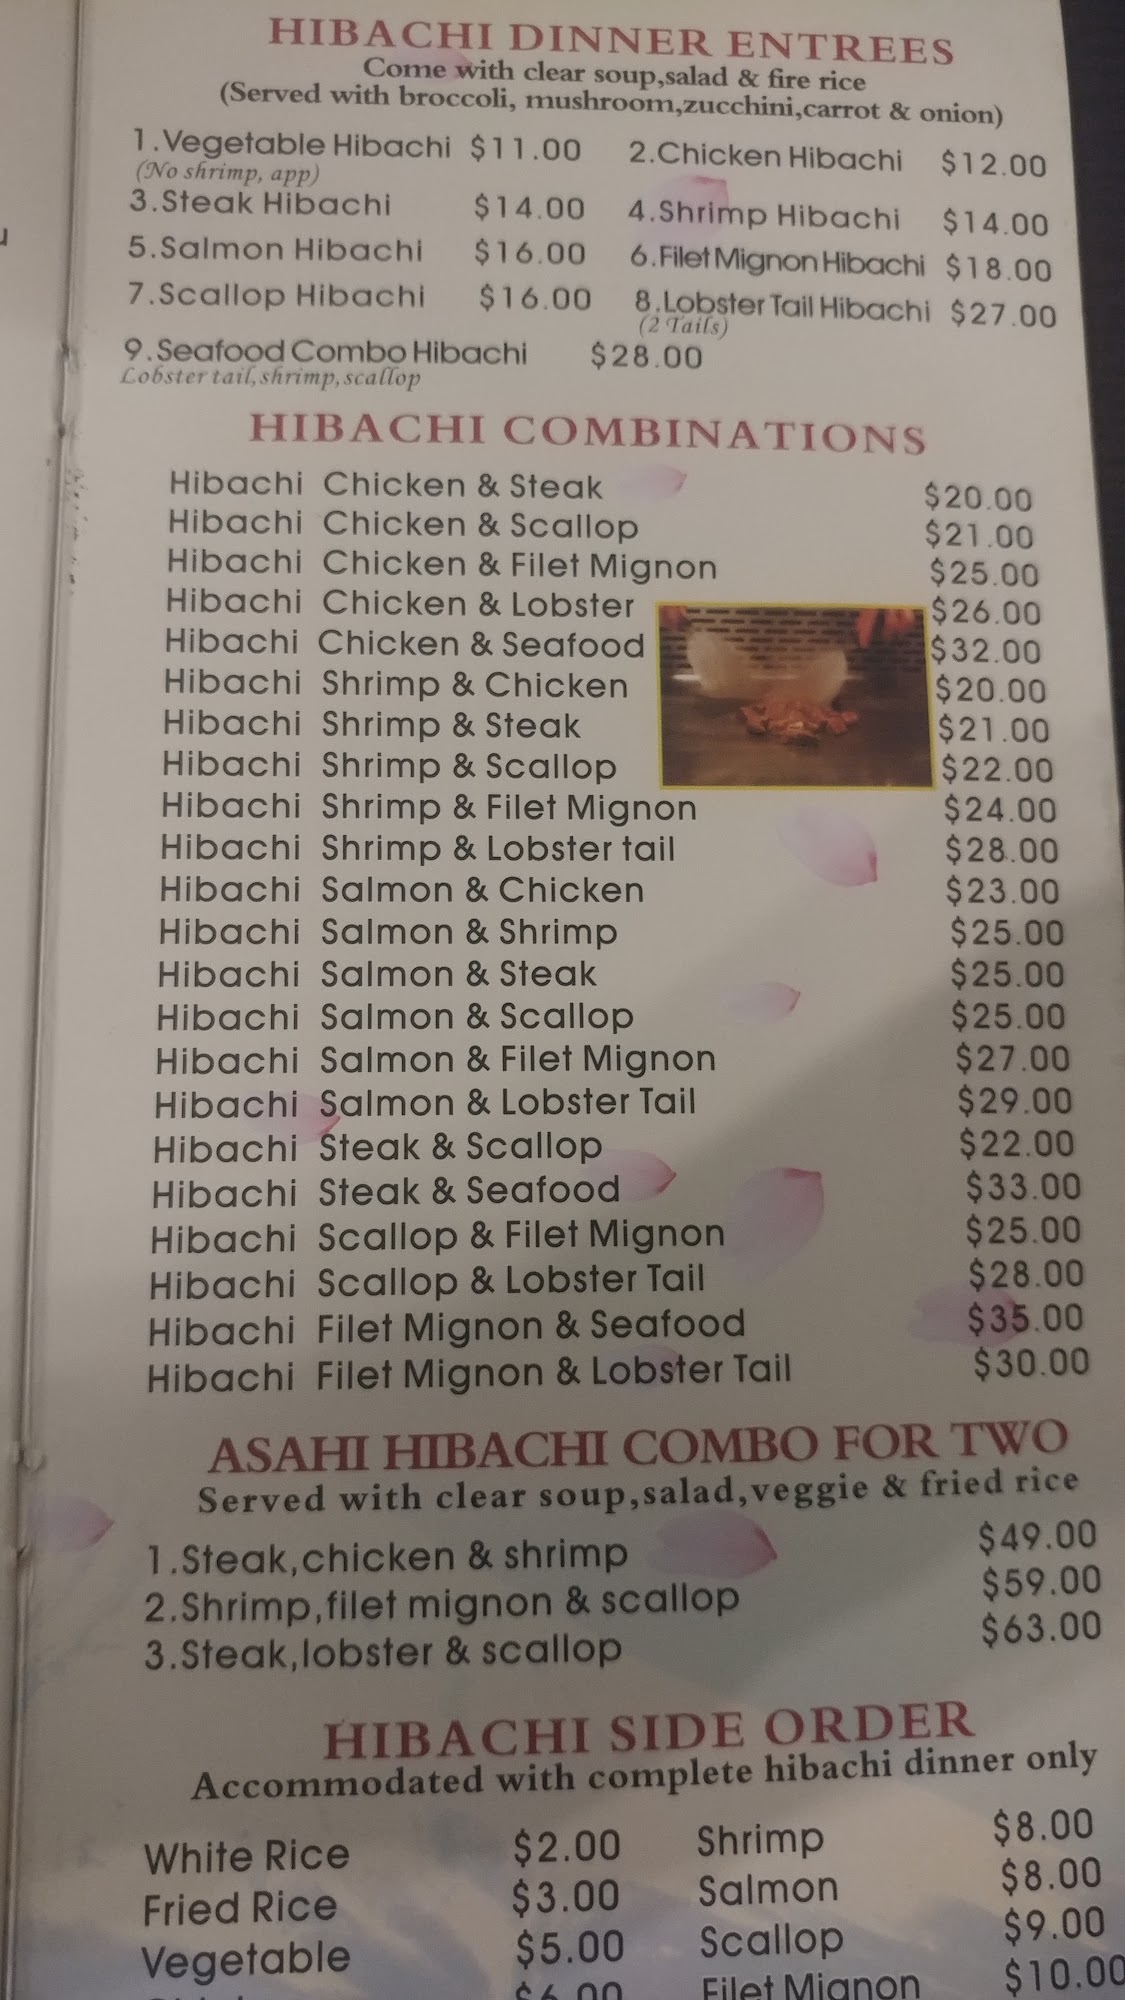 HIBACHI DINNER ENTREES
Come with clear soup,salad & fire rice
(Served with broccoli, mushroom,zucchini,carrot & onion)
1.Vegetable Hibachi $11.00 2.Chicken Hibachi $12.00
(No shrimp, app)
3.Steak Hibachi $14.00 4.Shrimp Hibachi $14.00
5.Salmon Hibachi $16.00 6.Filet Mignon Hibachi $18.00
7.Scallop Hibachi $16.00 8.Lobster Tail Hibachi $27.00
(2 Tails)
9.Seafood Combo Hibachi $28.00
Lobster tail,shrimp,scallop
HIBACHI COMBINATIONS
Hibachi Chicken & Steak $20.00
Hibachi Chicken & Scallop $21.00
Hibachi Chicken & Filet Mignon $25.00
Hibachi Chicken & Lobster $26.00
Hibachi Chicken & Seafood $32.00
Hibachi Shrimp & Chicken $20.00
Hibachi Shrimp & Steak $21.00
Hibachi Shrimp & Scallop $22.00
Hibachi Shrimp & Filet Mignon $24.00
Hibachi Shrimp & Lobster tail $28.00
Hibachi Salmon & Chicken $23.00
Hibachi Salmon & Shrimp $25.00
Hibachi Salmon & Steak $25.00
Hibachi Salmon & Scallop $25.00
Hibachi Salmon & Filet Mignon $27.00
Hibachi Salmon & Lobster Tail $29.00
Hibachi Steak & Scallop $22.00
Hibachi Steak & Seafood $33.00
Hibachi Scallop & Filet Mignon $25.00
Hibachi Scallop & Lobster Tail $28.00
Hibachi Filet Mignon & Seafood $35.00
Hibachi Filet Mignon & Lobster Tail $30.00
ASAHI HIBACHI COMBO FOR TWO
Served with clear soup,salad,veggie & fried rice
1.Steak,chicken & shrimp $49.00
2.Shrimp,filet mignon & scallop $59.00
3.Steak,lobster & scallop $63.00
HIBACHI SIDE ORDER
Accommodated with complete hibachi dinner only
White Rice $2.00 Shrimp $8.00
Fried Rice $3.00 Salmon $8.00
Vegetable $5.00 Scallop $9.00
$6.00 Filet Mignon $10.00